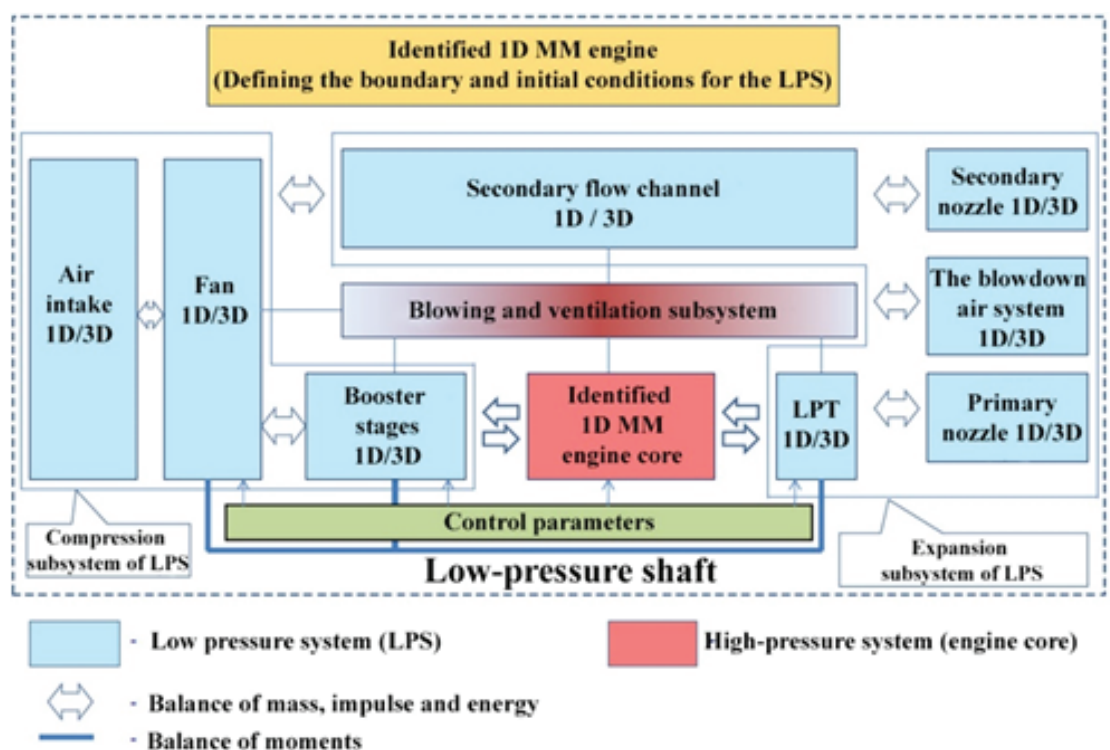 Identified 1D MM engine
(Defining the boundary and initial conditions for the LPS)
Secondary flow channel
1D / 3D
Secondary
nozzle 1D/3D
Air
intake
1D/3D
Fan
1D/3D
The blowdown
air system
1D/3D
Blowing and ventilation subsystem
Booster
stages
1D/3D
Identified
1D MM
engine core
LPT
1D/3D
Primary
nozzle 1D/3D
Control parameters
Compression
subsystem of LPS
Low-pressure shaft
Expansion
subsystem of LPS
- Low pressure system (LPS)
High-pressure system (engine core)
- Balance of mass, impulse and energy
- Balance of moments